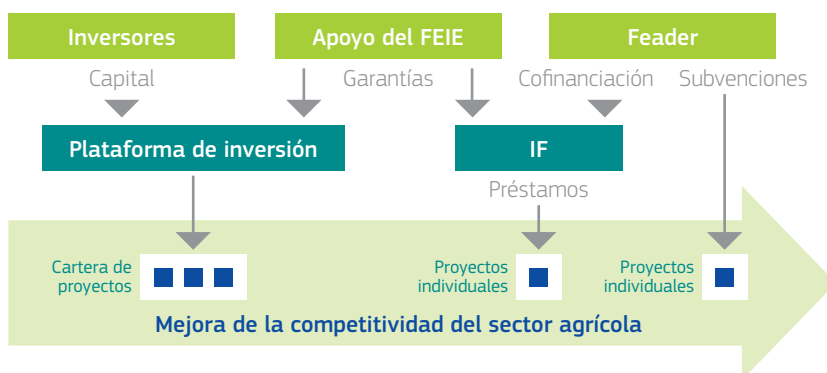 Inversores
Apoyo del FEIE
Feader
Capital
Garantías
Cofinanciación
Subvenciones
Plataforma de inversión
IF
Préstamos
Cartera de
proyectos
Proyectos
individuales
Proyectos
individuales
Mejora de la competitividad del sector agrícola